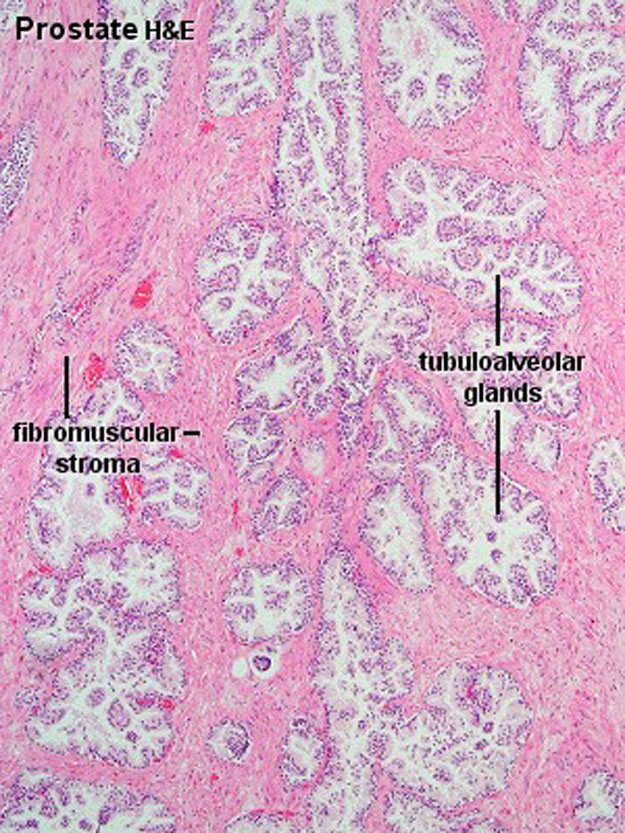 Prostate H&E
tubuloalveolar
glands
fibromuscular
stroma